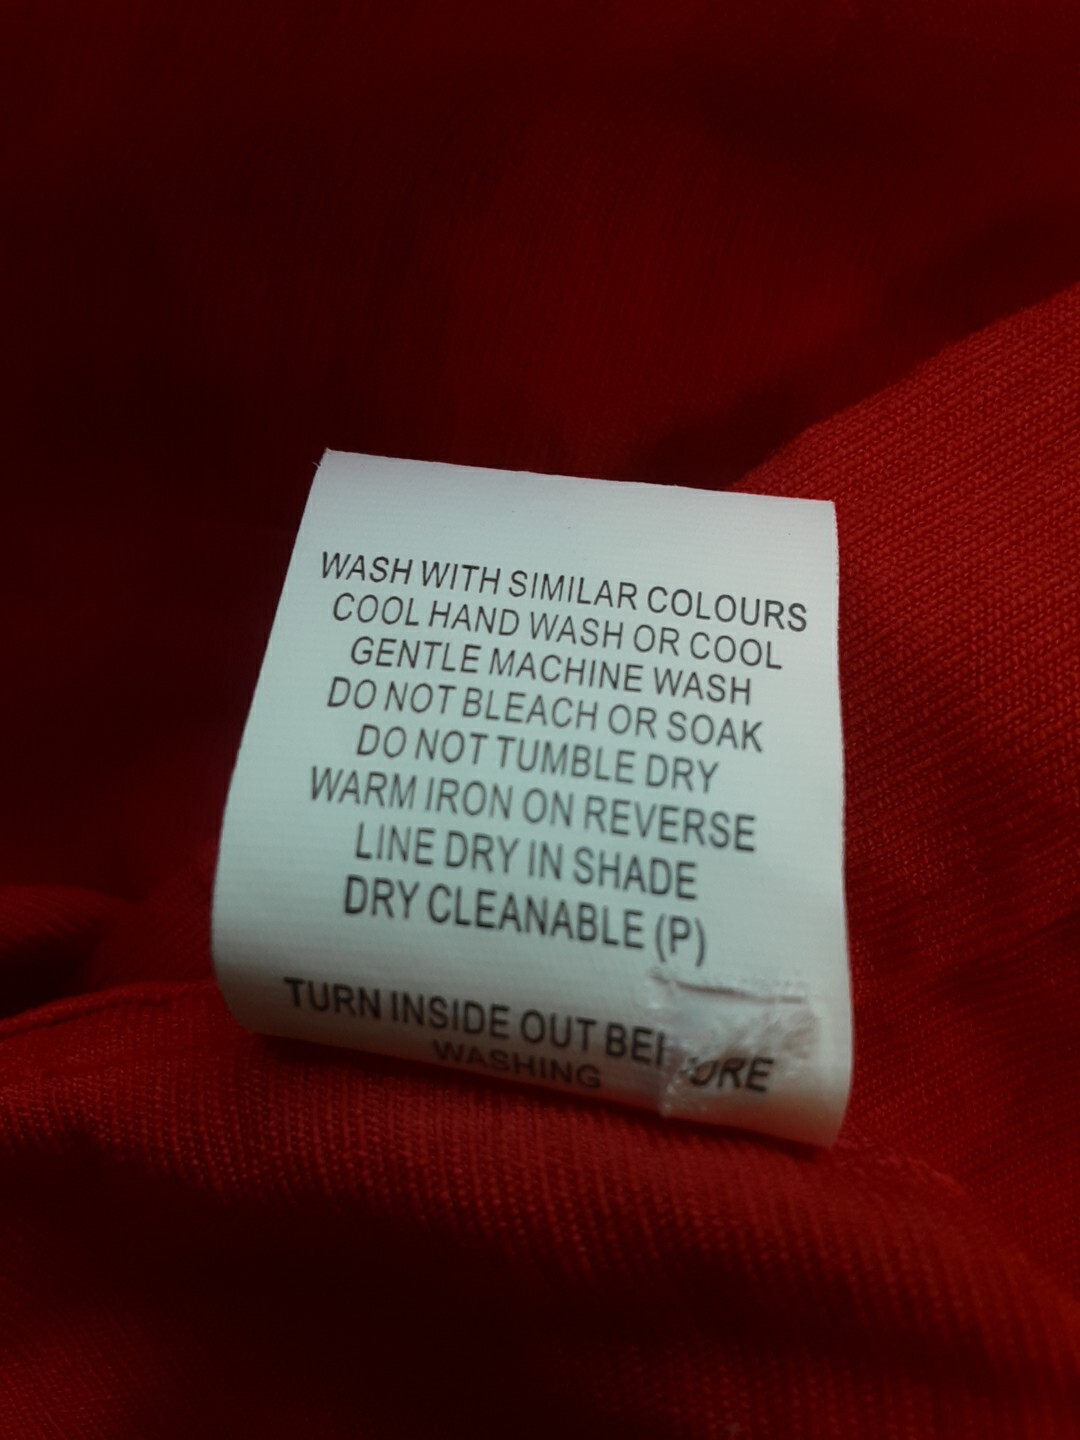 WASH WITH SIMILAR COLOURS
COOL HAND WASH OR COOL
GENTLE MACHINE WASH
DO NOT BLEACH OR SOAK
DO NOT TUMBLE DRY
WARM IRON ON REVERSE
LINE DRY IN SHADE
DRY CLEANABLE (P)
TURN INSIDE OUT BEFORE
WASHING